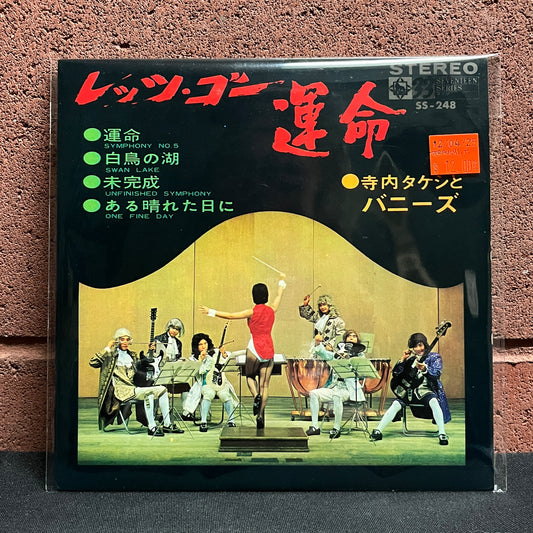 STEREO
33 SEVENTEEN SERIES
SS-248
レッツ・ゴー
運命
●運命
SYMPHONY NO.5
●白鳥の湖
SWAN LAKE
●未完成
UNFINISHED SYMPHONY
●ある晴れた日に
ONE FINE DAY
●寺内タケシと
バニーズ